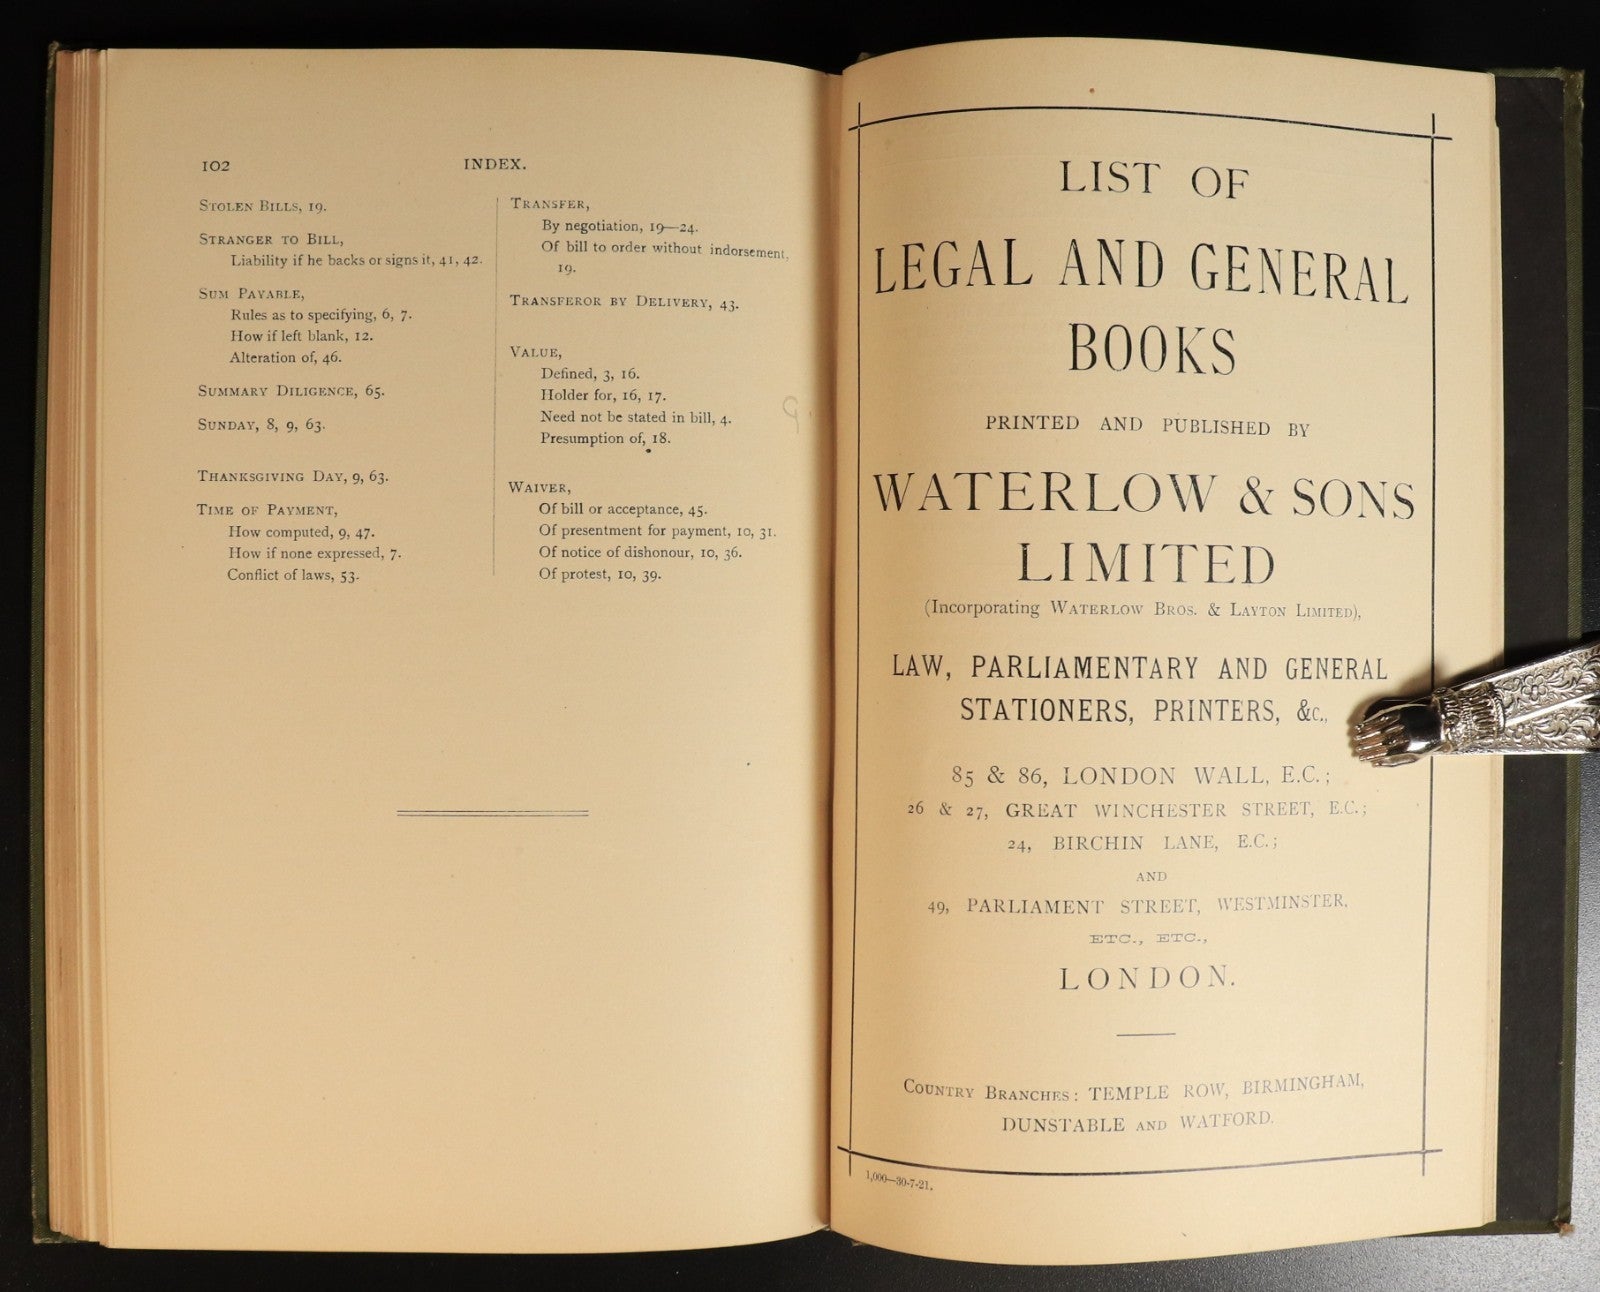 102
INDEX.
STOLEN BILLS, 19.
STRANGER TO BILL,
Liability if he backs or signs it, 41, 42.
SUM PAYABLE,
Rules as to specifying, 6, 7.
How if left blank, 12.
Alteration of, 46.
SUMMARY DILIGENCE, 65.
SUNDAY, 8, 9, 63.
THANKSGIVING DAY, 9, 63.
TIME OF PAYMENT,
How computed, 9, 47.
How if none expressed, 7.
Conflict of laws, 53.
TRANSFER,
By negotiation, 19—24.
Of bill to order without indorsement,
19.
TRANSFEROR BY DELIVERY, 43.
VALUE,
Defined, 3, 16.
Holder for, 16, 17.
Need not be stated in bill, 4.
Presumption of, 18.
WAIVER,
Of bill or acceptance, 45.
Of presentment for payment, 10, 31.
Of notice of dishonour, 10, 36.
Of protest, 10, 39.
LIST OF
LEGAL AND GENERAL
BOOKS
PRINTED AND PUBLISHED BY
WATERLOW & SONS
LIMITED
(Incorporating WATERLOW BROS. & LAYTON LIMITED),
LAW, PARLIAMENTARY AND GENERAL
STATIONERS, PRINTERS, &c.,
85 & 86, LONDON WALL, E.C.;
26 & 27, GREAT WINCHESTER STREET, E.C.;
24, BIRCHIN LANE, E.C.;
AND
49, PARLIAMENT STREET, WESTMINSTER,
ETC., ETC.,
LONDON.
COUNTRY BRANCHES: TEMPLE ROW, BIRMINGHAM,
DUNSTABLE AND WATFORD.
1,000—30-7-21.